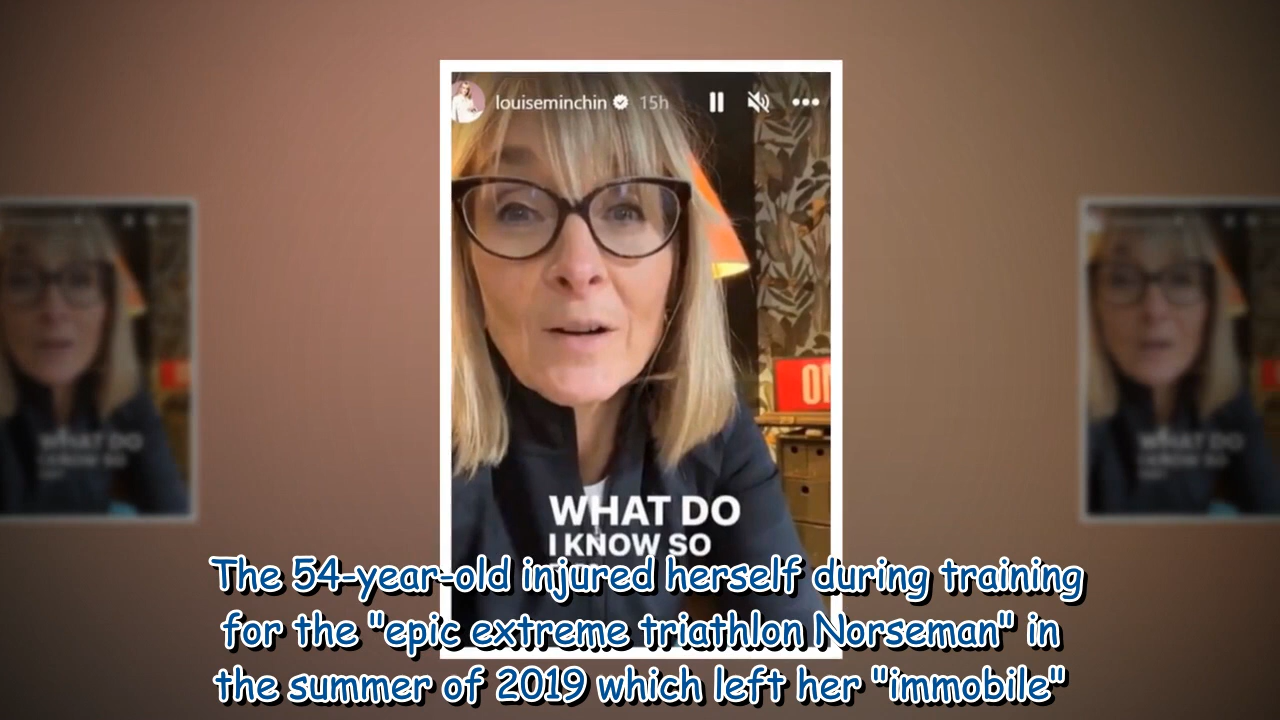 louiseminchin 15h
WHAT DO
I KNOW SO
The 54-year-old injured herself during training
for the "epic extreme triathlon Norseman" in
the summer of 2019 which left her "immobile"